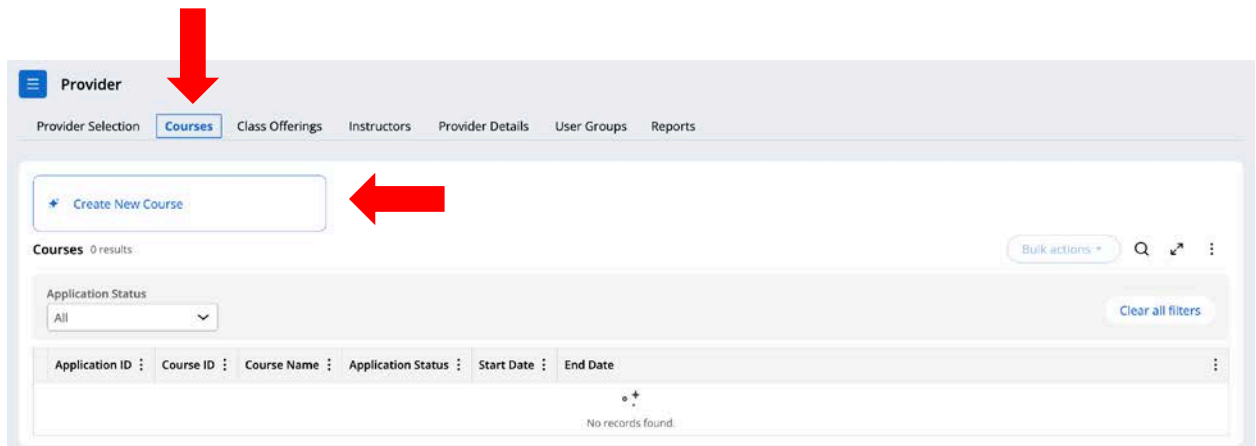 Provider
Provider Selection Courses Class Offerings Instructors Provider Details User Groups Reports
Create New Course
Courses 0 results
Bulk actions
Application Status
All
Clear all filters
Application ID Course ID Course Name Application Status Start Date End Date
No records found.